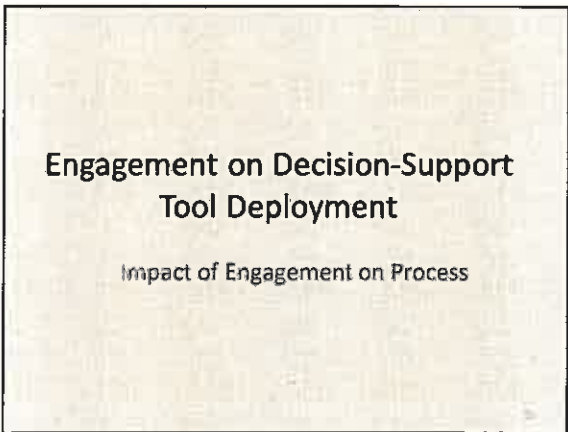 Engagement on Decision-Support
Tool Deployment
Impact of Engagement on Process